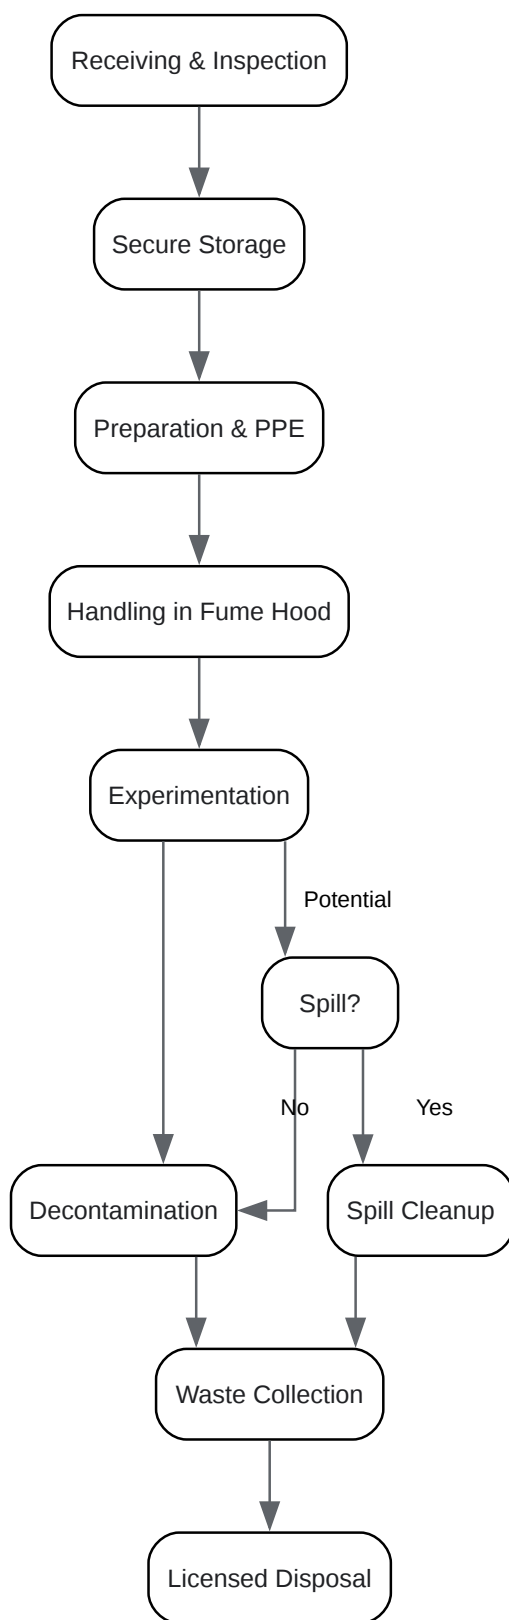 Receiving & Inspection
Secure Storage
Preparation & PPE
Handling in Fume Hood
Experimentation
Potential
Spill?
No
Yes
Decontamination
Spill Cleanup
Waste Collection
Licensed Disposal